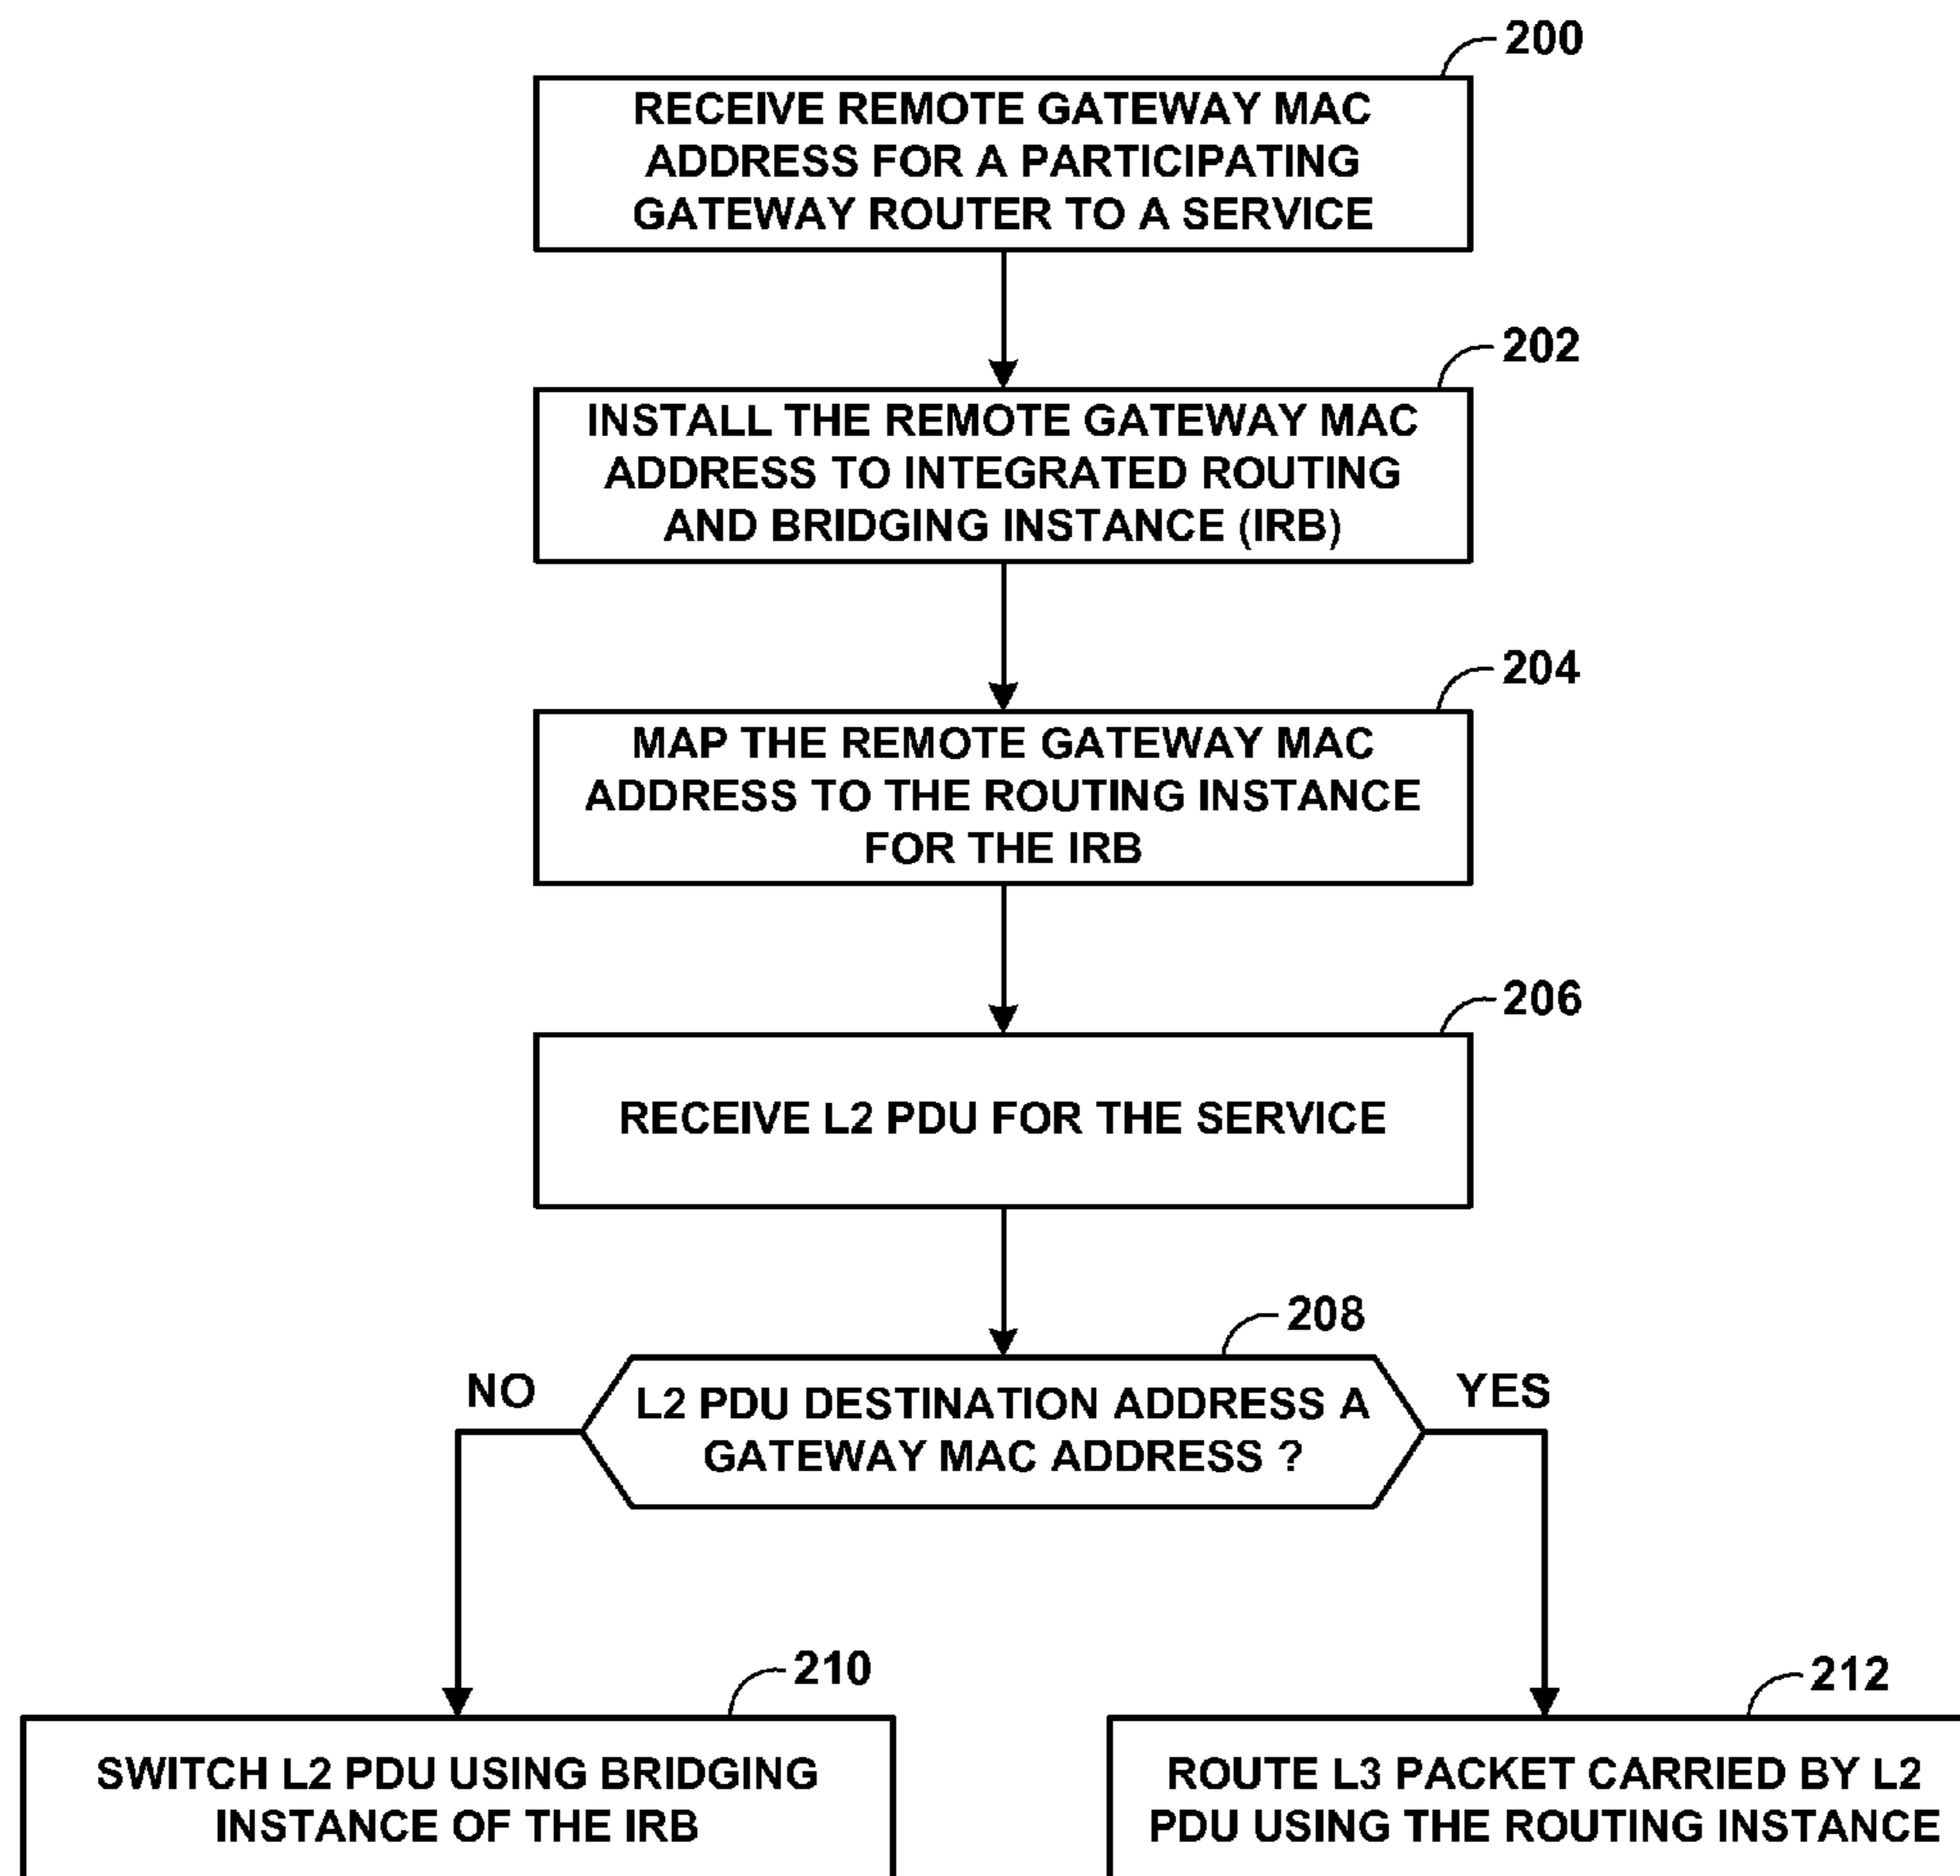 200
RECEIVE REMOTE GATEWAY MAC
ADDRESS FOR A PARTICIPATING
GATEWAY ROUTER TO A SERVICE
202
INSTALL THE REMOTE GATEWAY MAC
ADDRESS TO INTEGRATED ROUTING
AND BRIDGING INSTANCE (IRB)
204
MAP THE REMOTE GATEWAY MAC
ADDRESS TO THE ROUTING INSTANCE
FOR THE IRB
206
RECEIVE L2 PDU FOR THE SERVICE
208
NO
L2 PDU DESTINATION ADDRESS A
GATEWAY MAC ADDRESS ?
YES
210
SWITCH L2 PDU USING BRIDGING
INSTANCE OF THE IRB
212
ROUTE L3 PACKET CARRIED BY L2
PDU USING THE ROUTING INSTANCE